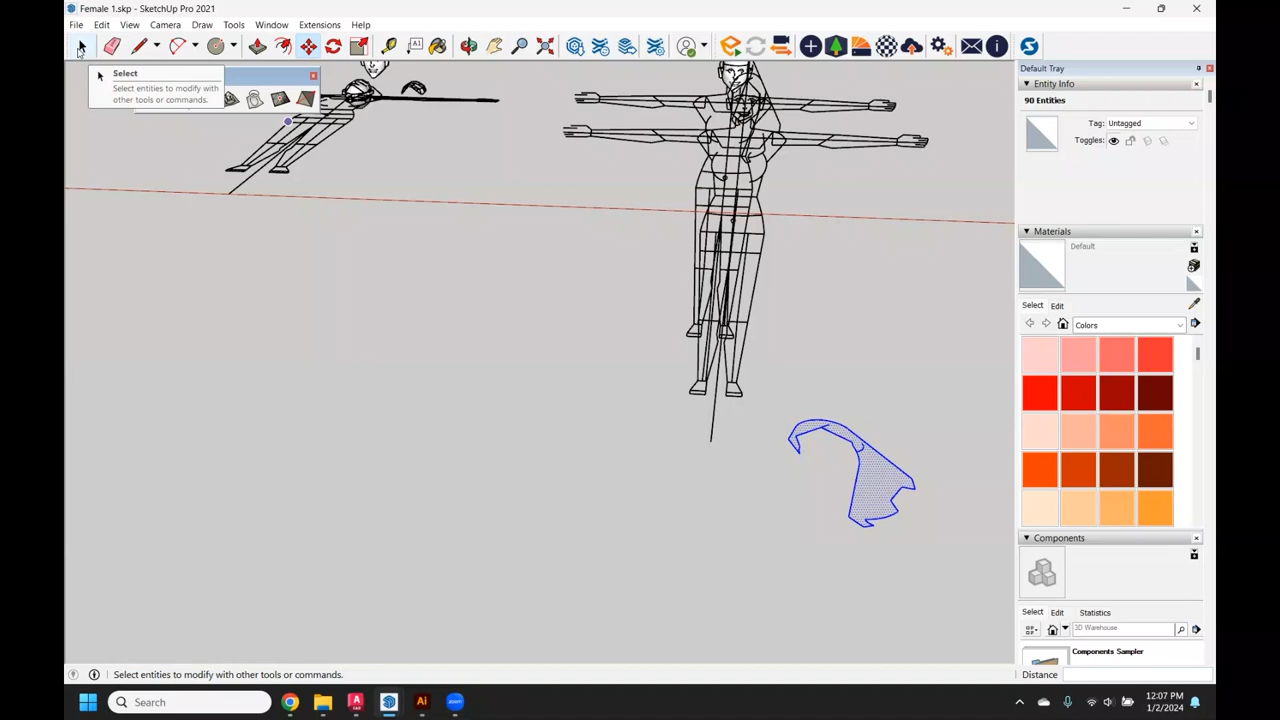 Female 1.skp - SketchUp Pro 2021
File Edit View Camera Draw Tools Window Extensions Help
Select
Select entities to modify with
other tools or commands.
Default Tray
Entity Info
90 Entities
Tag: Untagged
Toggles:
Materials
Default
Select Edit
Colors
Components
Select Edit Statistics
3D Warehouse
Components Sampler
Select entities to modify with other tools or commands.
Distance
Search
12:07 PM
1/2/2024